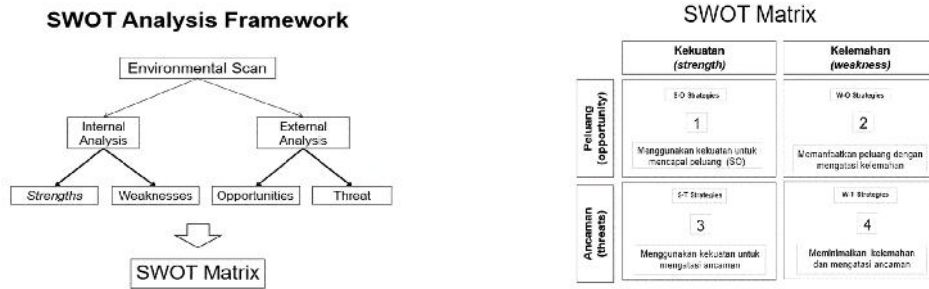 SWOT Analysis Framework
Environmental Scan
Internal
Analysis
External
Analysis
Strengths
Weaknesses
Opportunities
Threat
SWOT Matrix
SWOT Matrix
Kekuatan
(strength)
Kelemahan
(weakness)
Peluang
(opportunity)
S-O Strategies
1
Menggunakan kekuatan untuk
mencapai peluang (SO)
W-O Strategies
2
Memanfaatkan peluang dengan
mengatasi kelemahan
Ancaman
(threats)
S-T Strategies
3
Menggunakan kekuatan untuk
mengatasi ancaman
W-T Strategies
4
Meminimalkan kelemahan
dan mengatasi ancaman